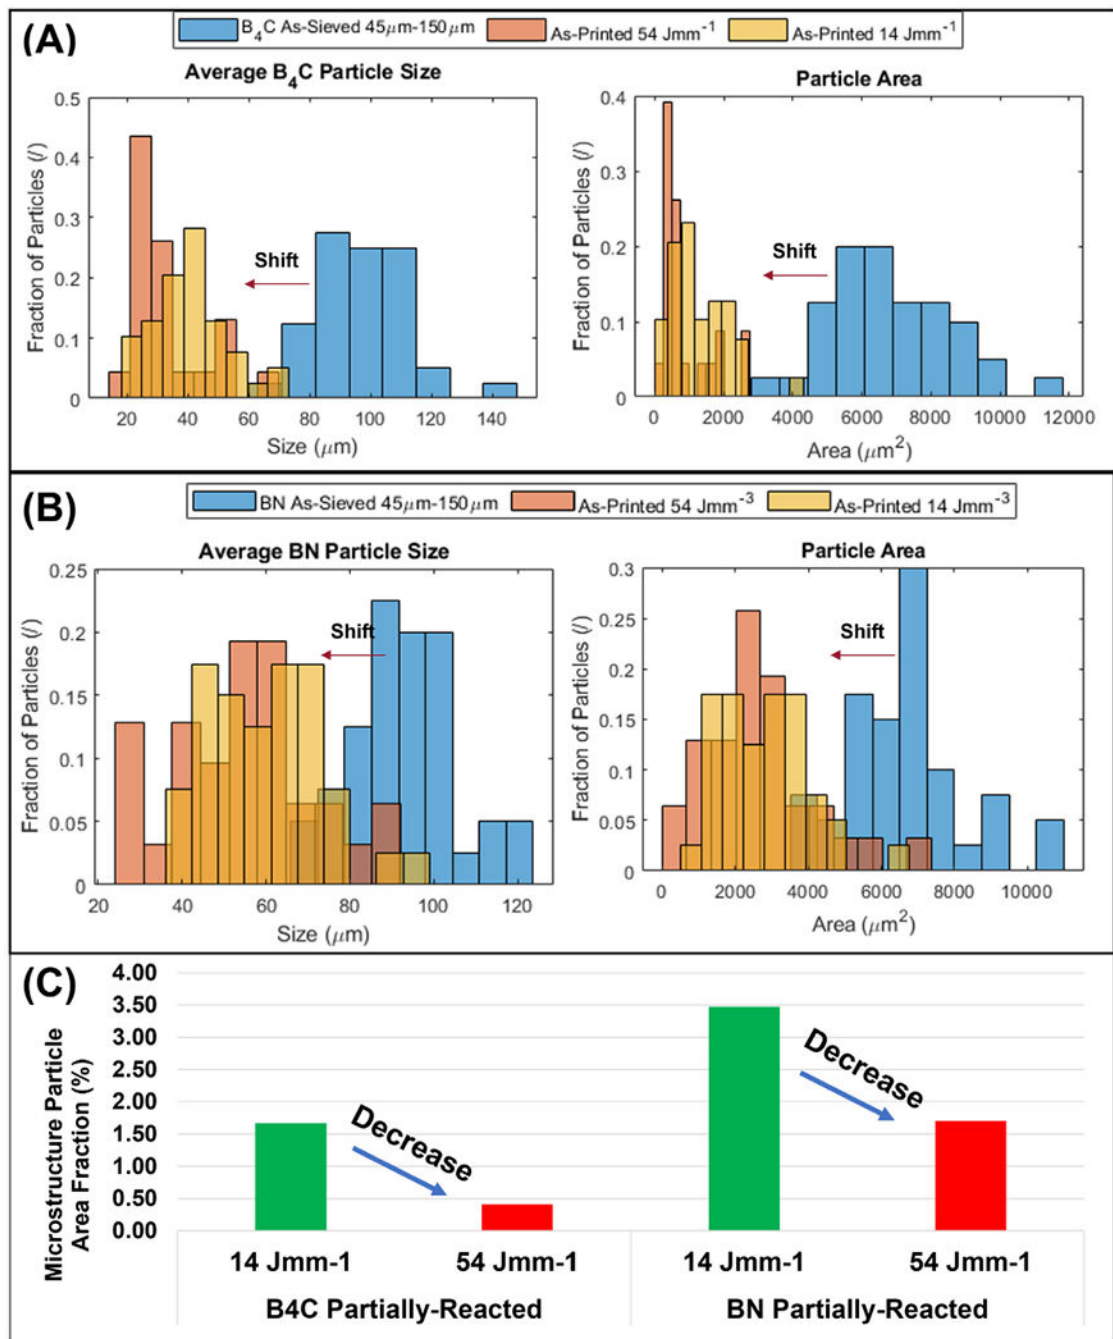 (A)
B4C As-Sieved 45μm-150μm As-Printed 54 Jmm-1 As-Printed 14 Jmm-1
Average B4C Particle Size
Fraction of Particles (/)
0.5
0.4
0.3
0.2
0.1
0
Shift
20 40 60 80 100 120 140
Size (μm)
Particle Area
Fraction of Particles (/)
0.4
0.3
0.2
0.1
0
Shift
0 2000 4000 6000 8000 10000 12000
Area (μm2)
(B)
BN As-Sieved 45μm-150μm As-Printed 54 Jmm-3 As-Printed 14 Jmm-3
Average BN Particle Size
Fraction of Particles (/)
0.25
0.2
0.15
0.1
0.05
0
Shift
20 40 60 80 100 120
Size (μm)
Particle Area
Fraction of Particles (/)
0.3
0.25
0.2
0.15
0.1
0.05
0
Shift
0 2000 4000 6000 8000 10000
Area (μm2)
(C)
Microstructure Particle
Area Fraction (%)
4.00
3.50
3.00
2.50
2.00
1.50
1.00
0.50
0.00
Decrease
Decrease
14 Jmm-1 54 Jmm-1 14 Jmm-1 54 Jmm-1
B4C Partially-Reacted BN Partially-Reacted